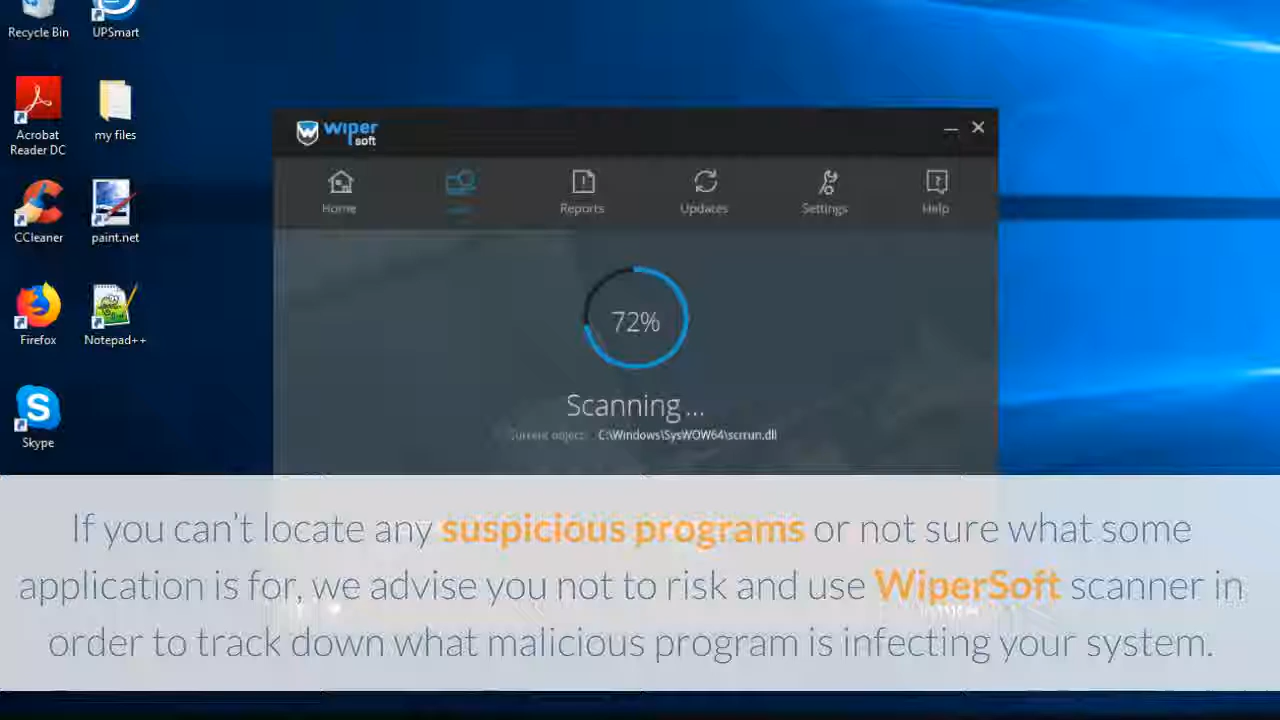 Recycle Bin
UPSmart
Acrobat
Reader DC
my files
CCleaner
paint.net
Firefox
Notepad++
Skype
wiper
soft
Home
Reports
Updates
Settings
Help
72%
Scanning...
Current object: C:\Windows\SysWOW64\scrrun.dll
If you can't locate any suspicious programs or not sure what some
application is for, we advise you not to risk and use WiperSoft scanner in
order to track down what malicious program is infecting your system.